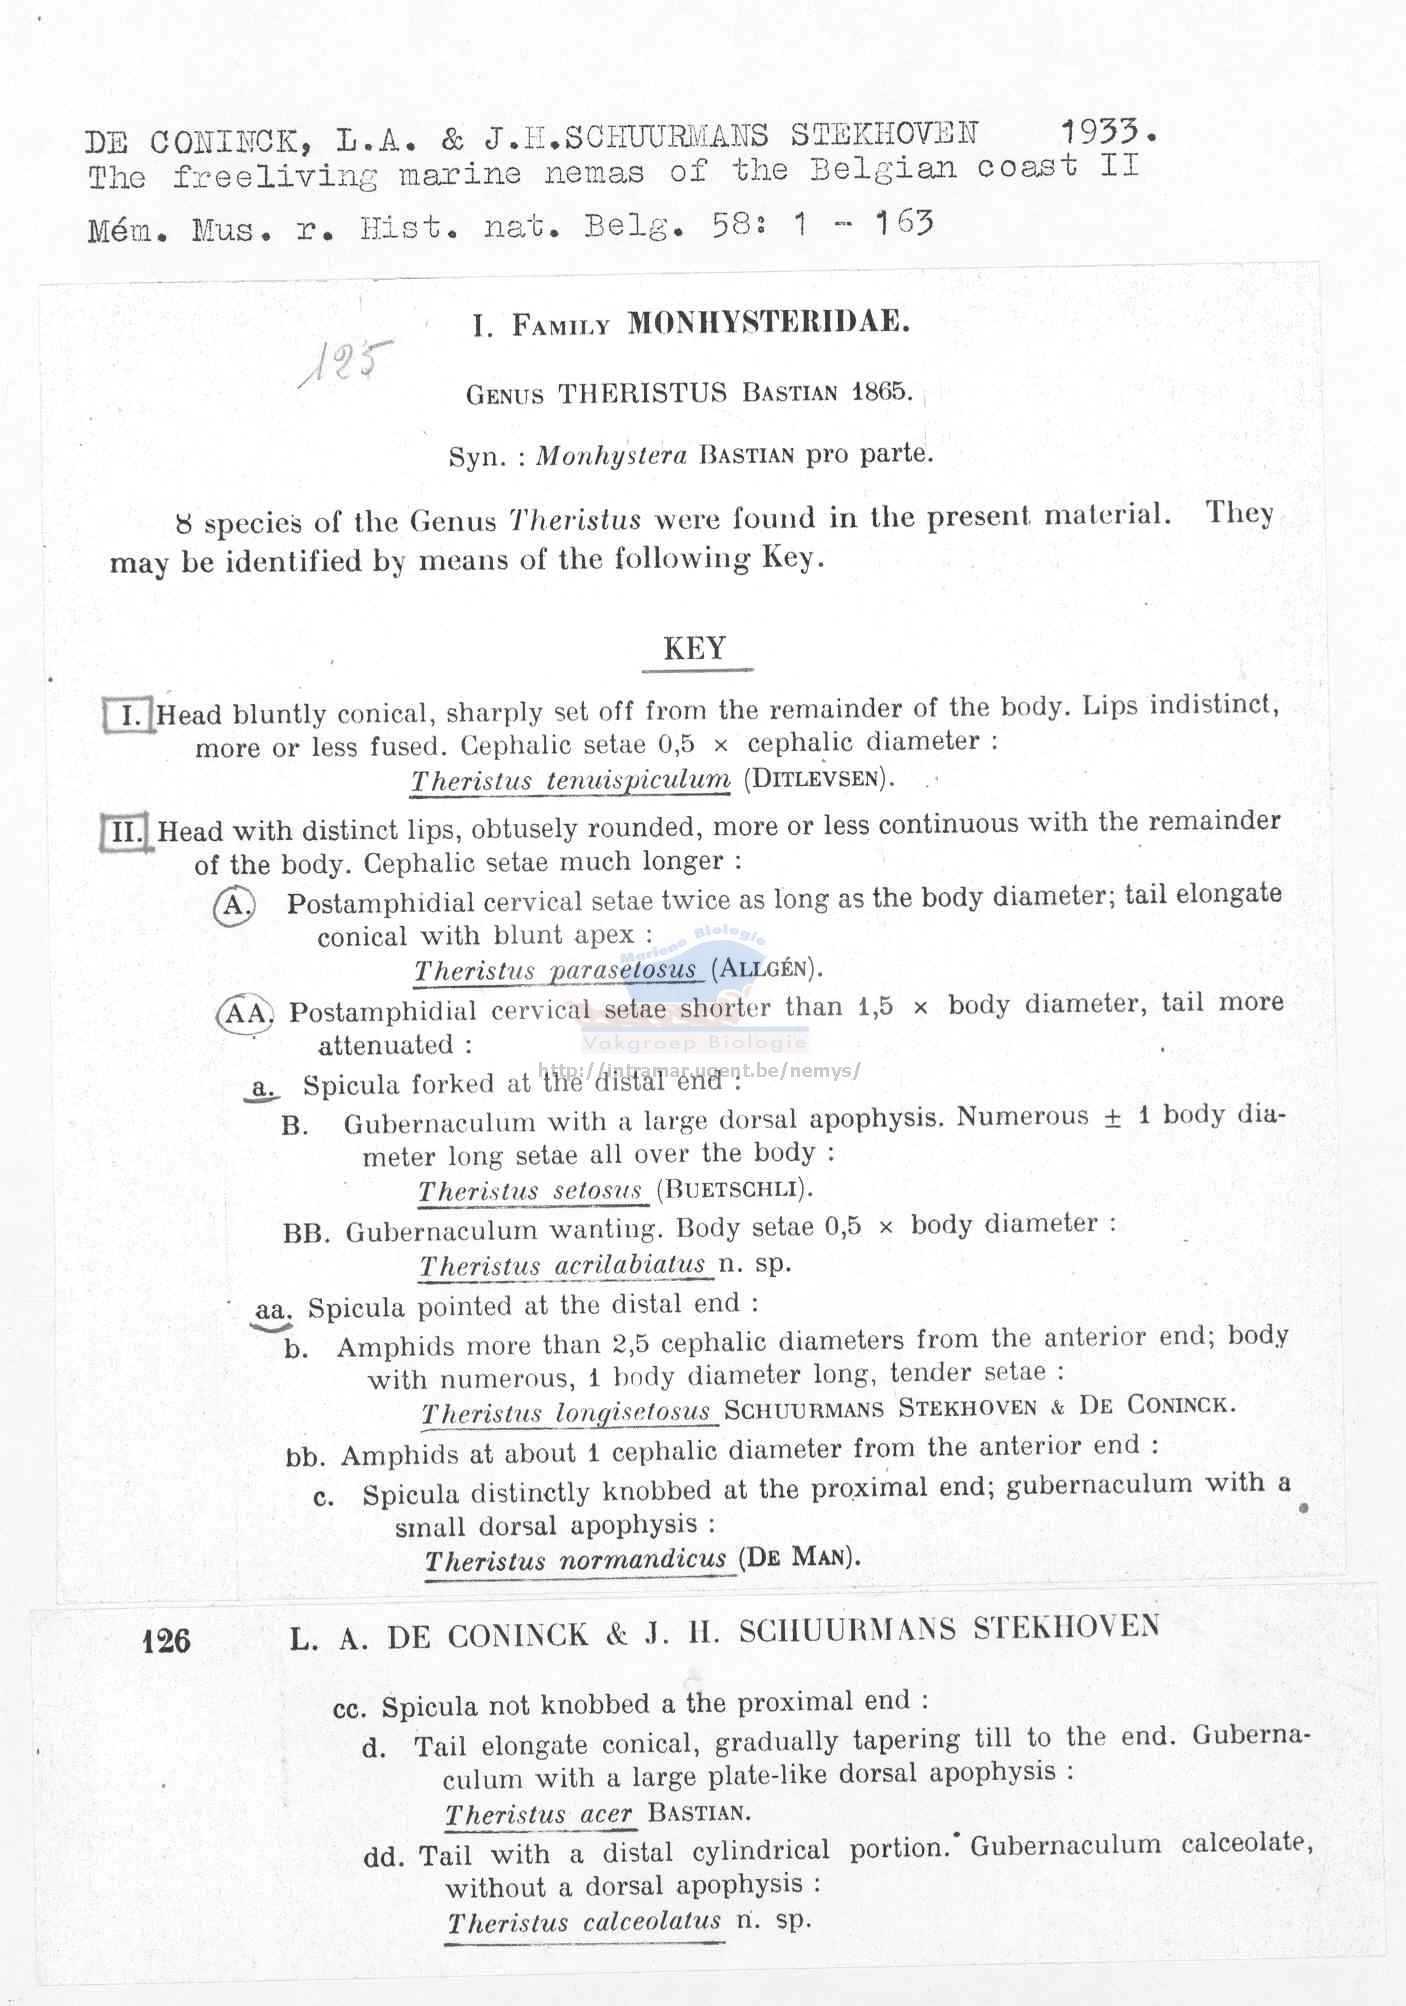 DE CONINCK, L.A. & J.H.SCHUURMANS STEKHOVEN 1933.
The freeliving marine nemas of the Belgian coast II
Mém. Mus. r. Hist. nat. Belg. 58: 1 - 163
I. FAMILY MONHYSTERIDAE.
125
GENUS THERISTUS BASTIAN 1865.
Syn. : Monhystera BASTIAN pro parte.
8 species of the Genus Theristus were found in the present material. They
may be identified by means of the following Key.
KEY
I. Head bluntly conical, sharply set off from the remainder of the body. Lips indistinct,
more or less fused. Cephalic setae 0,5 × cephalic diameter :
Theristus tenuispiculum (DITLEVSEN).
II. Head with distinct lips, obtusely rounded, more or less continuous with the remainder
of the body. Cephalic setae much longer :
A. Postamphidial cervical setae twice as long as the body diameter; tail elongate
conical with blunt apex :
Theristus parasetosus (ALLGÉN).
AA. Postamphidial cervical setae shorter than 1,5 × body diameter, tail more
attenuated :
a. Spicula forked at the distal end :
B. Gubernaculum with a large dorsal apophysis. Numerous ± 1 body dia-
meter long setae all over the body :
Theristus setosus (BUETSCHLI).
BB. Gubernaculum wanting. Body setae 0,5 × body diameter :
Theristus acrilabiatus n. sp.
aa. Spicula pointed at the distal end :
b. Amphids more than 2,5 cephalic diameters from the anterior end; body
with numerous, 1 body diameter long, tender setae :
Theristus longisetosus SCHUURMANS STEKHOVEN & DE CONINCK.
bb. Amphids at about 1 cephalic diameter from the anterior end :
c. Spicula distinctly knobbed at the proximal end; gubernaculum with a
small dorsal apophysis :
Theristus normandicus (DE MAN).
Mariene Biologie
Vakgroep Biologie
http://intramar.ugent.be/nemys/
126 L. A. DE CONINCK & J. H. SCHUURMANS STEKHOVEN
cc. Spicula not knobbed a the proximal end :
d. Tail elongate conical, gradually tapering till to the end. Guberna-
culum with a large plate-like dorsal apophysis :
Theristus acer BASTIAN.
dd. Tail with a distal cylindrical portion. Gubernaculum calceolate,
without a dorsal apophysis :
Theristus calceolatus n. sp.